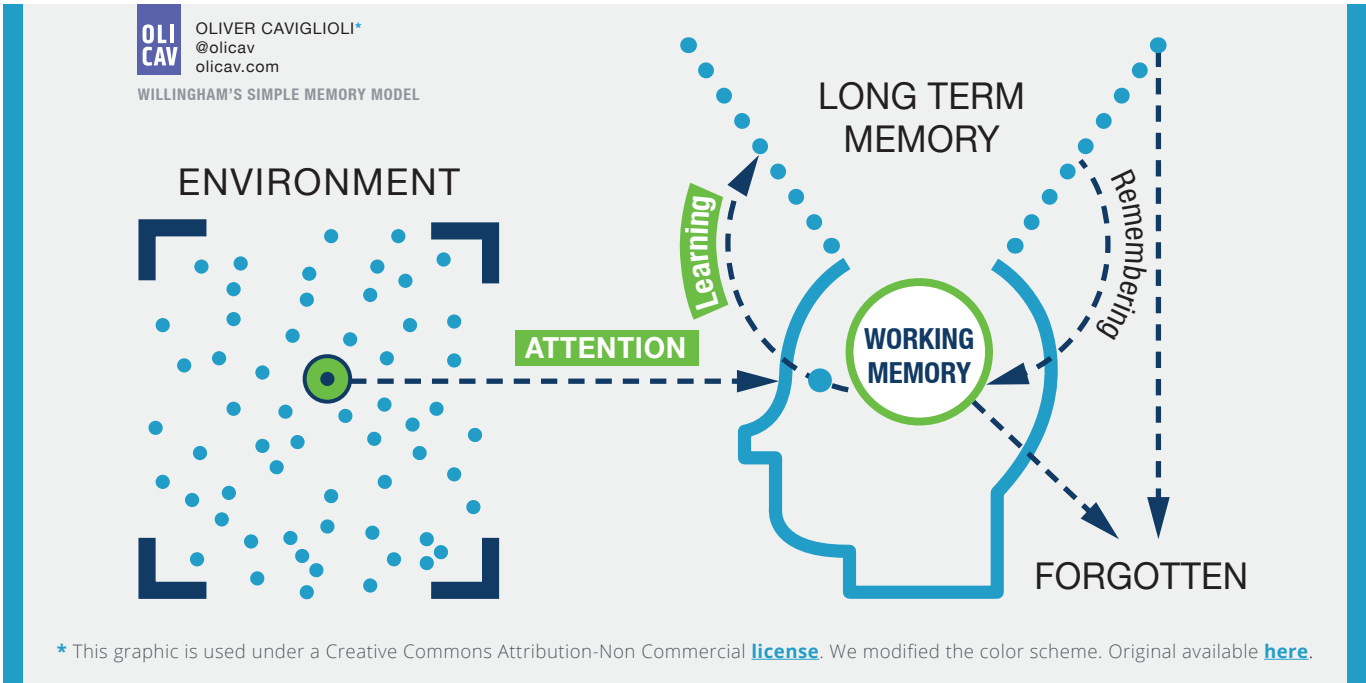 OLI
CAV
OLIVER CAVIGLIOLI*
@olicav
olicav.com
WILLINGHAM'S SIMPLE MEMORY MODEL
ENVIRONMENT
ATTENTION
Learning
LONG TERM
MEMORY
Remembering
WORKING
MEMORY
FORGOTTEN
* This graphic is used under a Creative Commons Attribution-Non Commercial license. We modified the color scheme. Original available here.